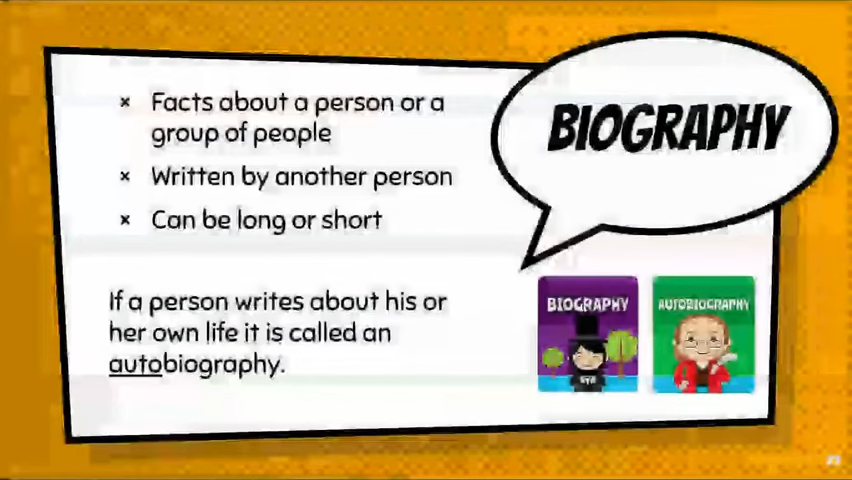 BIOGRAPHY
× Facts about a person or a
group of people
× Written by another person
× Can be long or short
If a person writes about his or
her own life it is called an
autobiography.
BIOGRAPHY
AUTOBIOGRAPHY